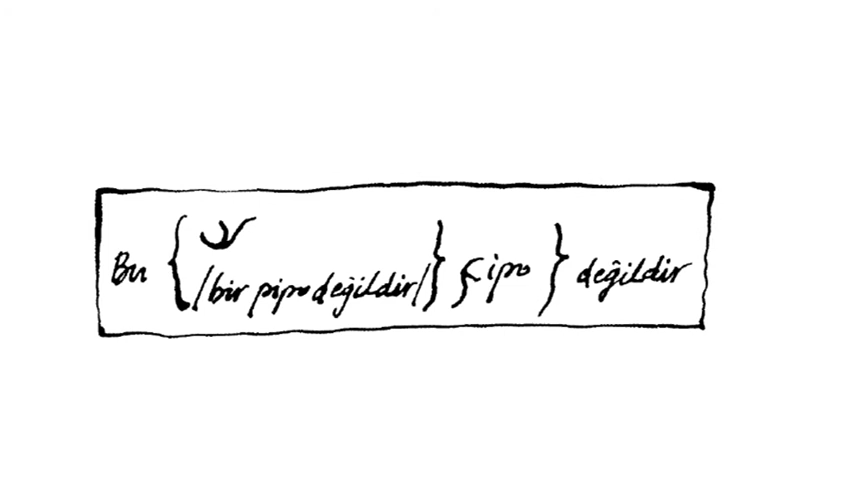 Bu { /bir pipo değildir/ } { ipo } değildir